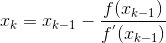 x_k = x_{k-1} - \frac{f(x_{k-1})}{f^{'}(x_{k-1})}